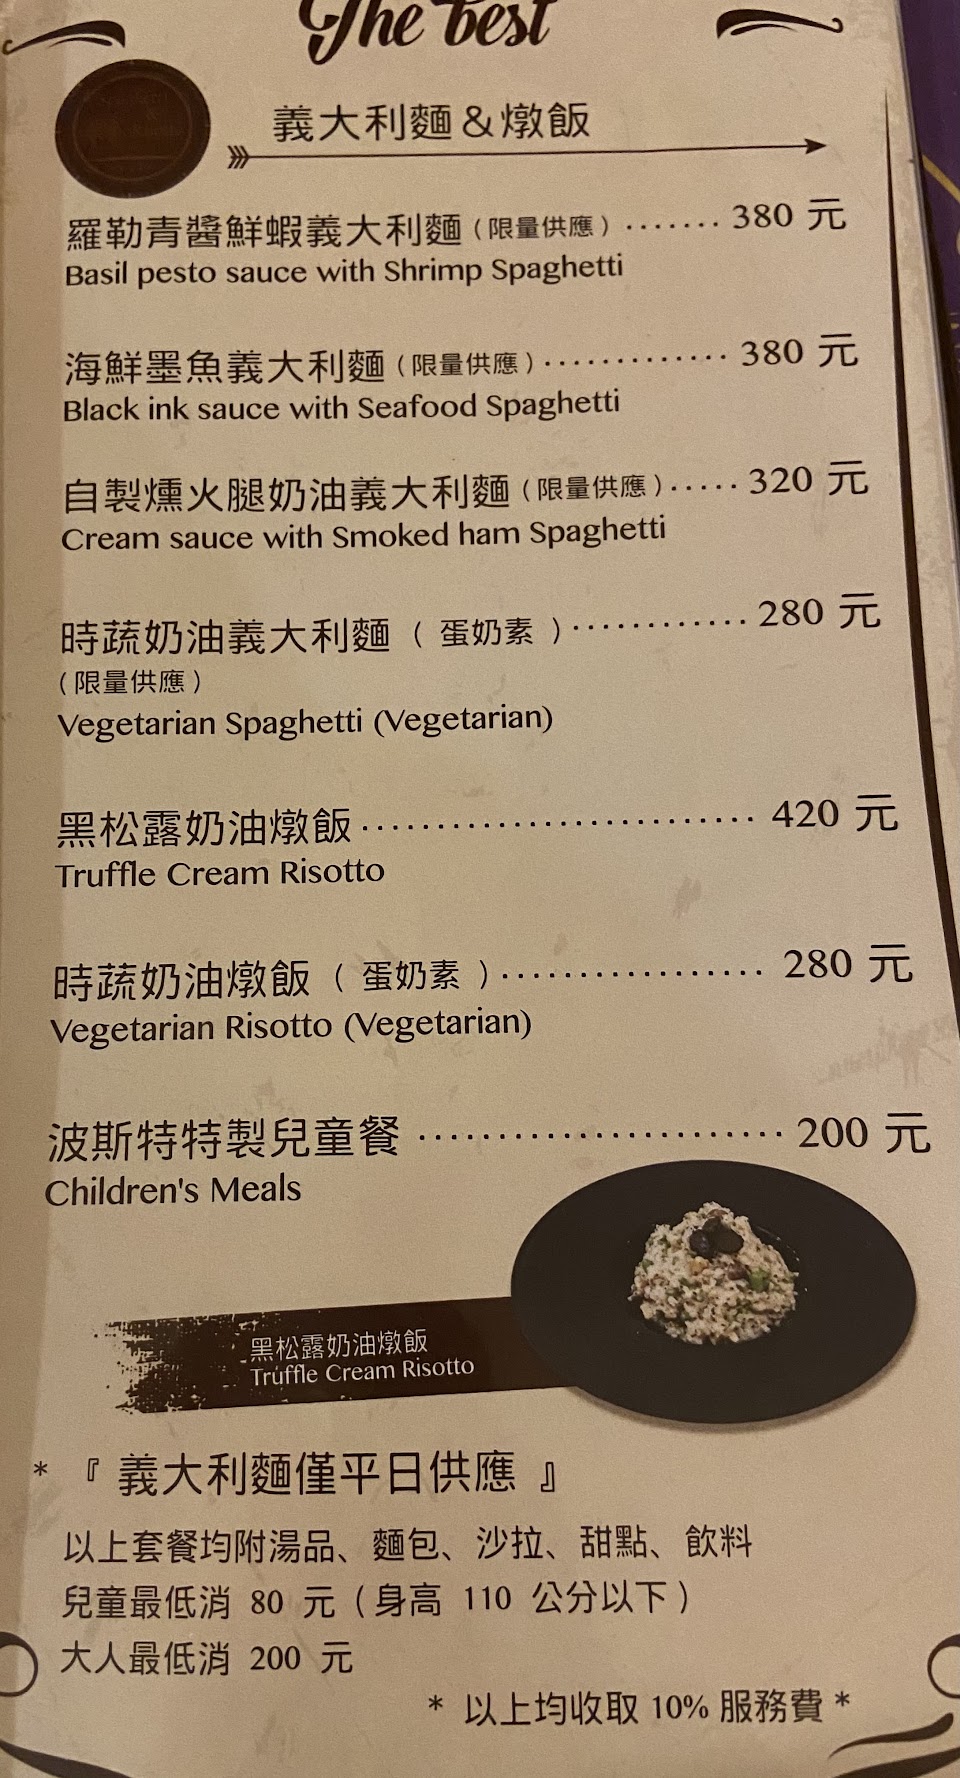 The best
義大利麵＆燉飯
羅勒青醬鮮蝦義大利麵（限量供應）······· 380 元
Basil pesto sauce with Shrimp Spaghetti
海鮮墨魚義大利麵（限量供應）············· 380 元
Black ink sauce with Seafood Spaghetti
自製燻火腿奶油義大利麵（限量供應）····· 320 元
Cream sauce with Smoked ham Spaghetti
時蔬奶油義大利麵（ 蛋奶素 ）············ 280 元
（限量供應）
Vegetarian Spaghetti (Vegetarian)
黑松露奶油燉飯·························· 420 元
Truffle Cream Risotto
時蔬奶油燉飯（ 蛋奶素 ）················· 280 元
Vegetarian Risotto (Vegetarian)
波斯特特製兒童餐 ······················· 200 元
Children's Meals
黑松露奶油燉飯
Truffle Cream Risotto
* 『 義大利麵僅平日供應 』
以上套餐均附湯品、麵包、沙拉、甜點、飲料
兒童最低消 80 元（身高 110 公分以下）
大人最低消 200 元
* 以上均收取 10% 服務費 *